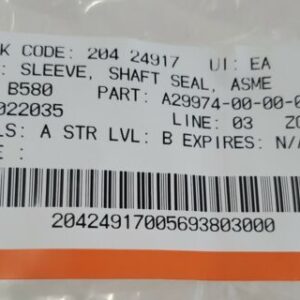 K CODE: 204 24917 UI: EA
: SLEEVE, SHAFT SEAL, ASME
B580 PART: A29974-00-00-0
022035
LINE: 03 ZO
LS: A STR LVL: B EXPIRES: N/A
E :
20424917005693803000